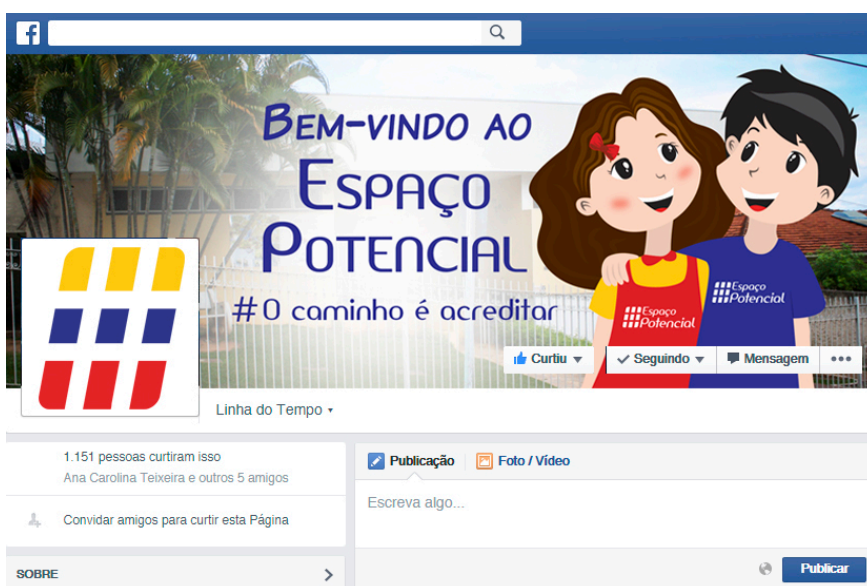 f
BEM-VINDO AO
ESPAÇO
POTENCIAL
#O caminho é acreditar
Espaço
Potencial
Espaço
Potencial
Curtiu
Seguindo
Mensagem
Linha do Tempo
1.151 pessoas curtiram isso
Ana Carolina Teixeira e outros 5 amigos
Convidar amigos para curtir esta Página
SOBRE
Publicação
Foto / Vídeo
Escreva algo...
Publicar